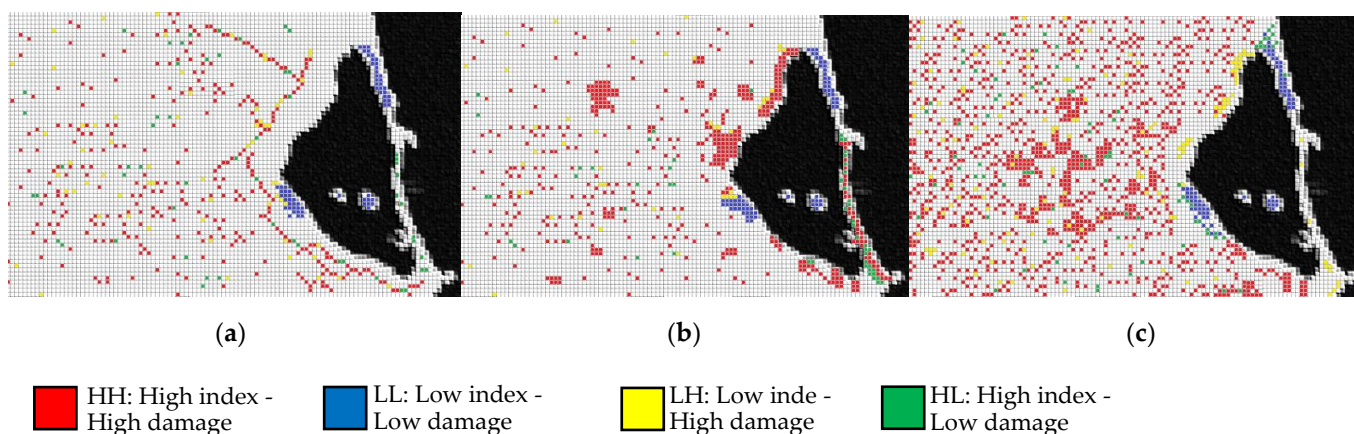 (a)
(b)
(c)
HH: High index -
High damage
LL: Low index -
Low damage
LH: Low inde -
High damage
HL: High index -
Low damage